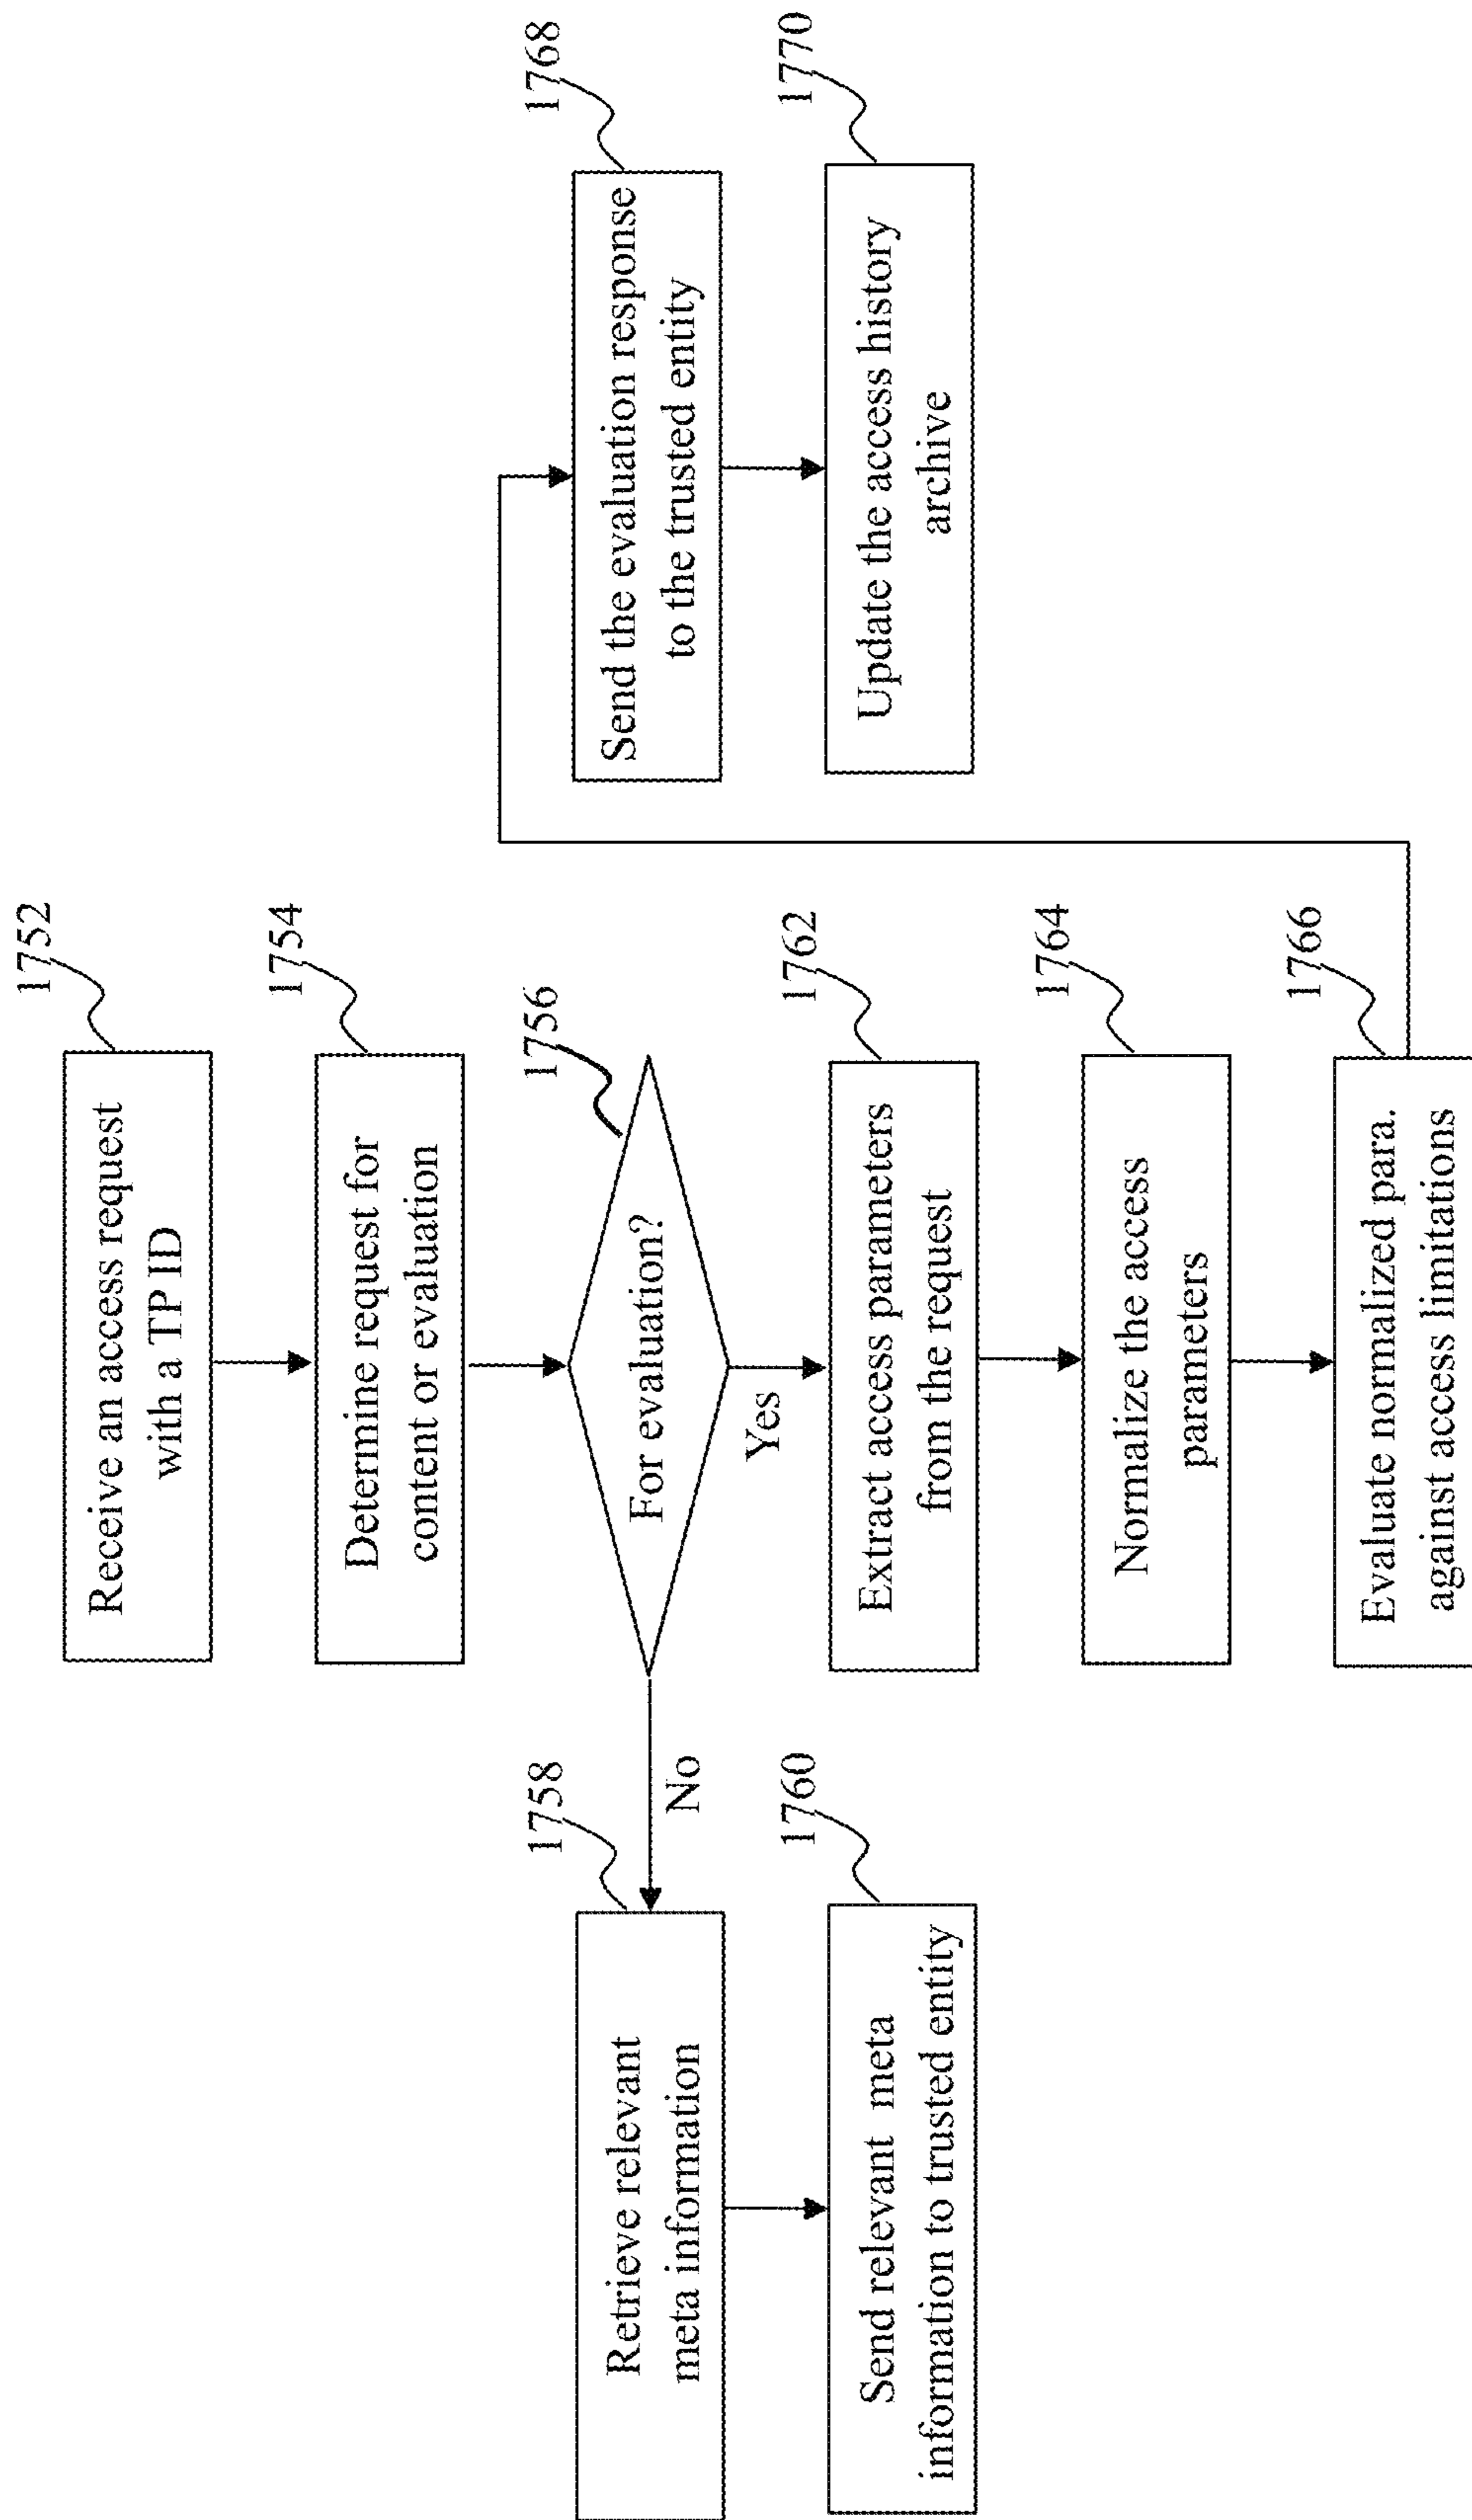 1752
Receive an access request
with a TP ID
1754
Determine request for
content or evaluation
1756
For evaluation?
No
Yes
1758
Retrieve relevant
meta information
1760
Send relevant meta
information to trusted entity
1762
Extract access parameters
from the request
1764
Normalize the access
parameters
1766
Evaluate normalized para.
against access limitations
1768
Send the evaluation response
to the trusted entity
1770
Update the access history
archive